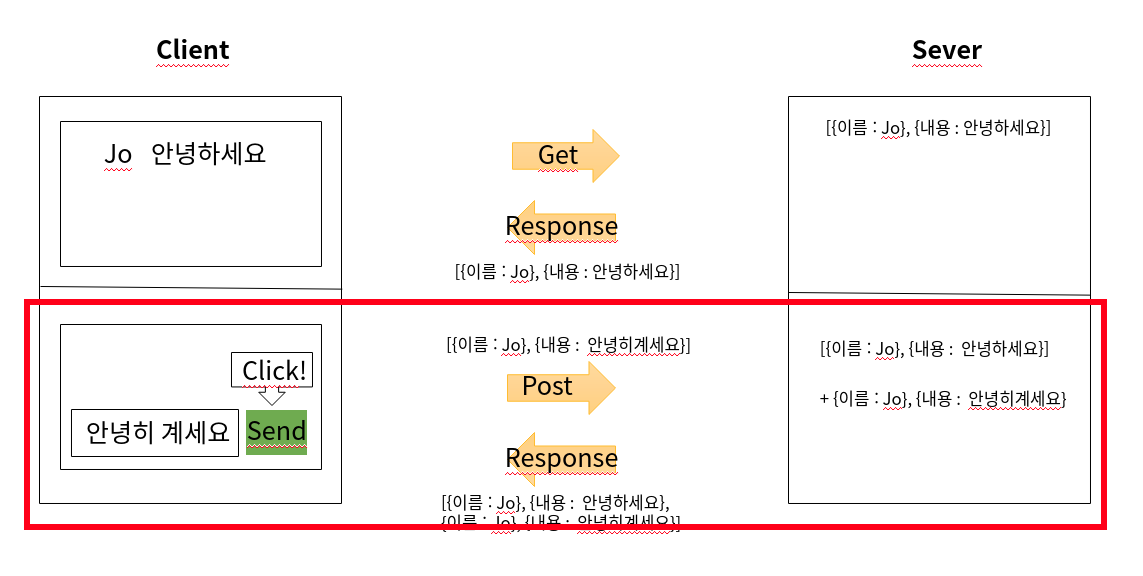 Client
Sever
Jo 안녕하세요
Get
[{이름 : Jo}, {내용 : 안녕하세요}]
Response
[{이름 : Jo}, {내용 : 안녕하세요}]
[{이름 : Jo}, {내용 : 안녕히계세요}]
Click!
Post
[{이름 : Jo}, {내용 : 안녕하세요}]
+ {이름 : Jo}, {내용 : 안녕히계세요}
안녕히 계세요
Send
Response
[{이름 : Jo}, {내용 : 안녕하세요},
{이름 : Jo}, {내용 : 안녕히계세요}]